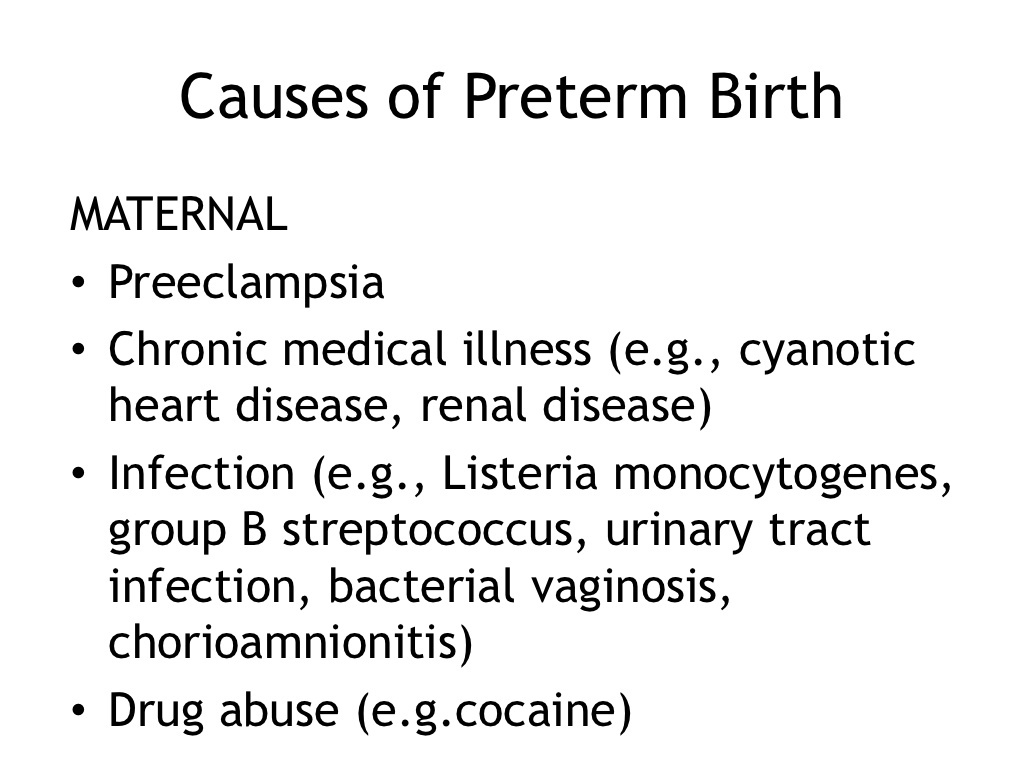 Causes of Preterm Birth
MATERNAL
• Preeclampsia
• Chronic medical illness (e.g., cyanotic
heart disease, renal disease)
• Infection (e.g., Listeria monocytogenes,
group B streptococcus, urinary tract
infection, bacterial vaginosis,
chorioamnionitis)
• Drug abuse (e.g.cocaine)